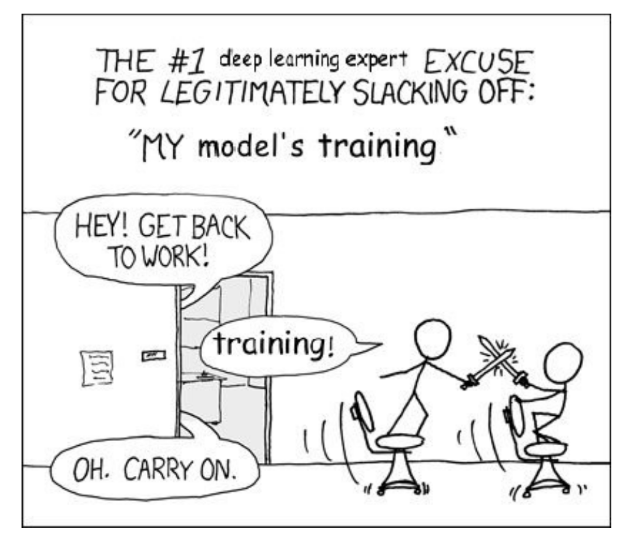 THE #1 deep learning expert EXCUSE
FOR LEGITIMATELY SLACKING OFF:
"MY model's training"
HEY! GET BACK
TO WORK!
training!
OH. CARRY ON.